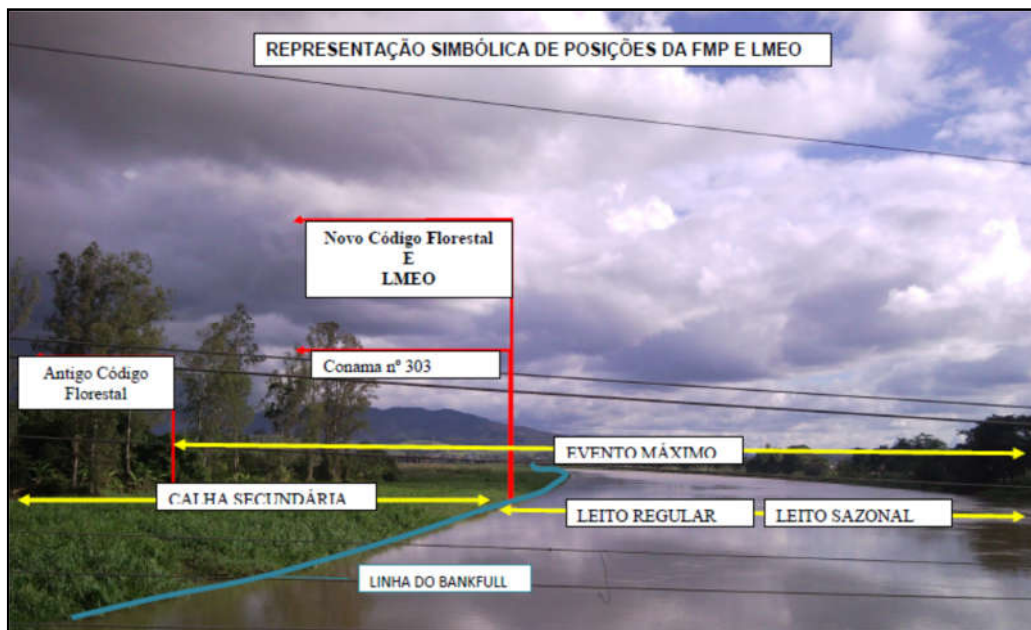 REPRESENTAÇÃO SIMBÓLICA DE POSIÇÕES DA FMP E LMEO
Novo Código Florestal
E
LMEO
Conama nº 303
Antigo Código
Florestal
EVENTO MÁXIMO
CALHA SECUNDÁRIA
LEITO REGULAR
LEITO SAZONAL
LINHA DO BANKFULL